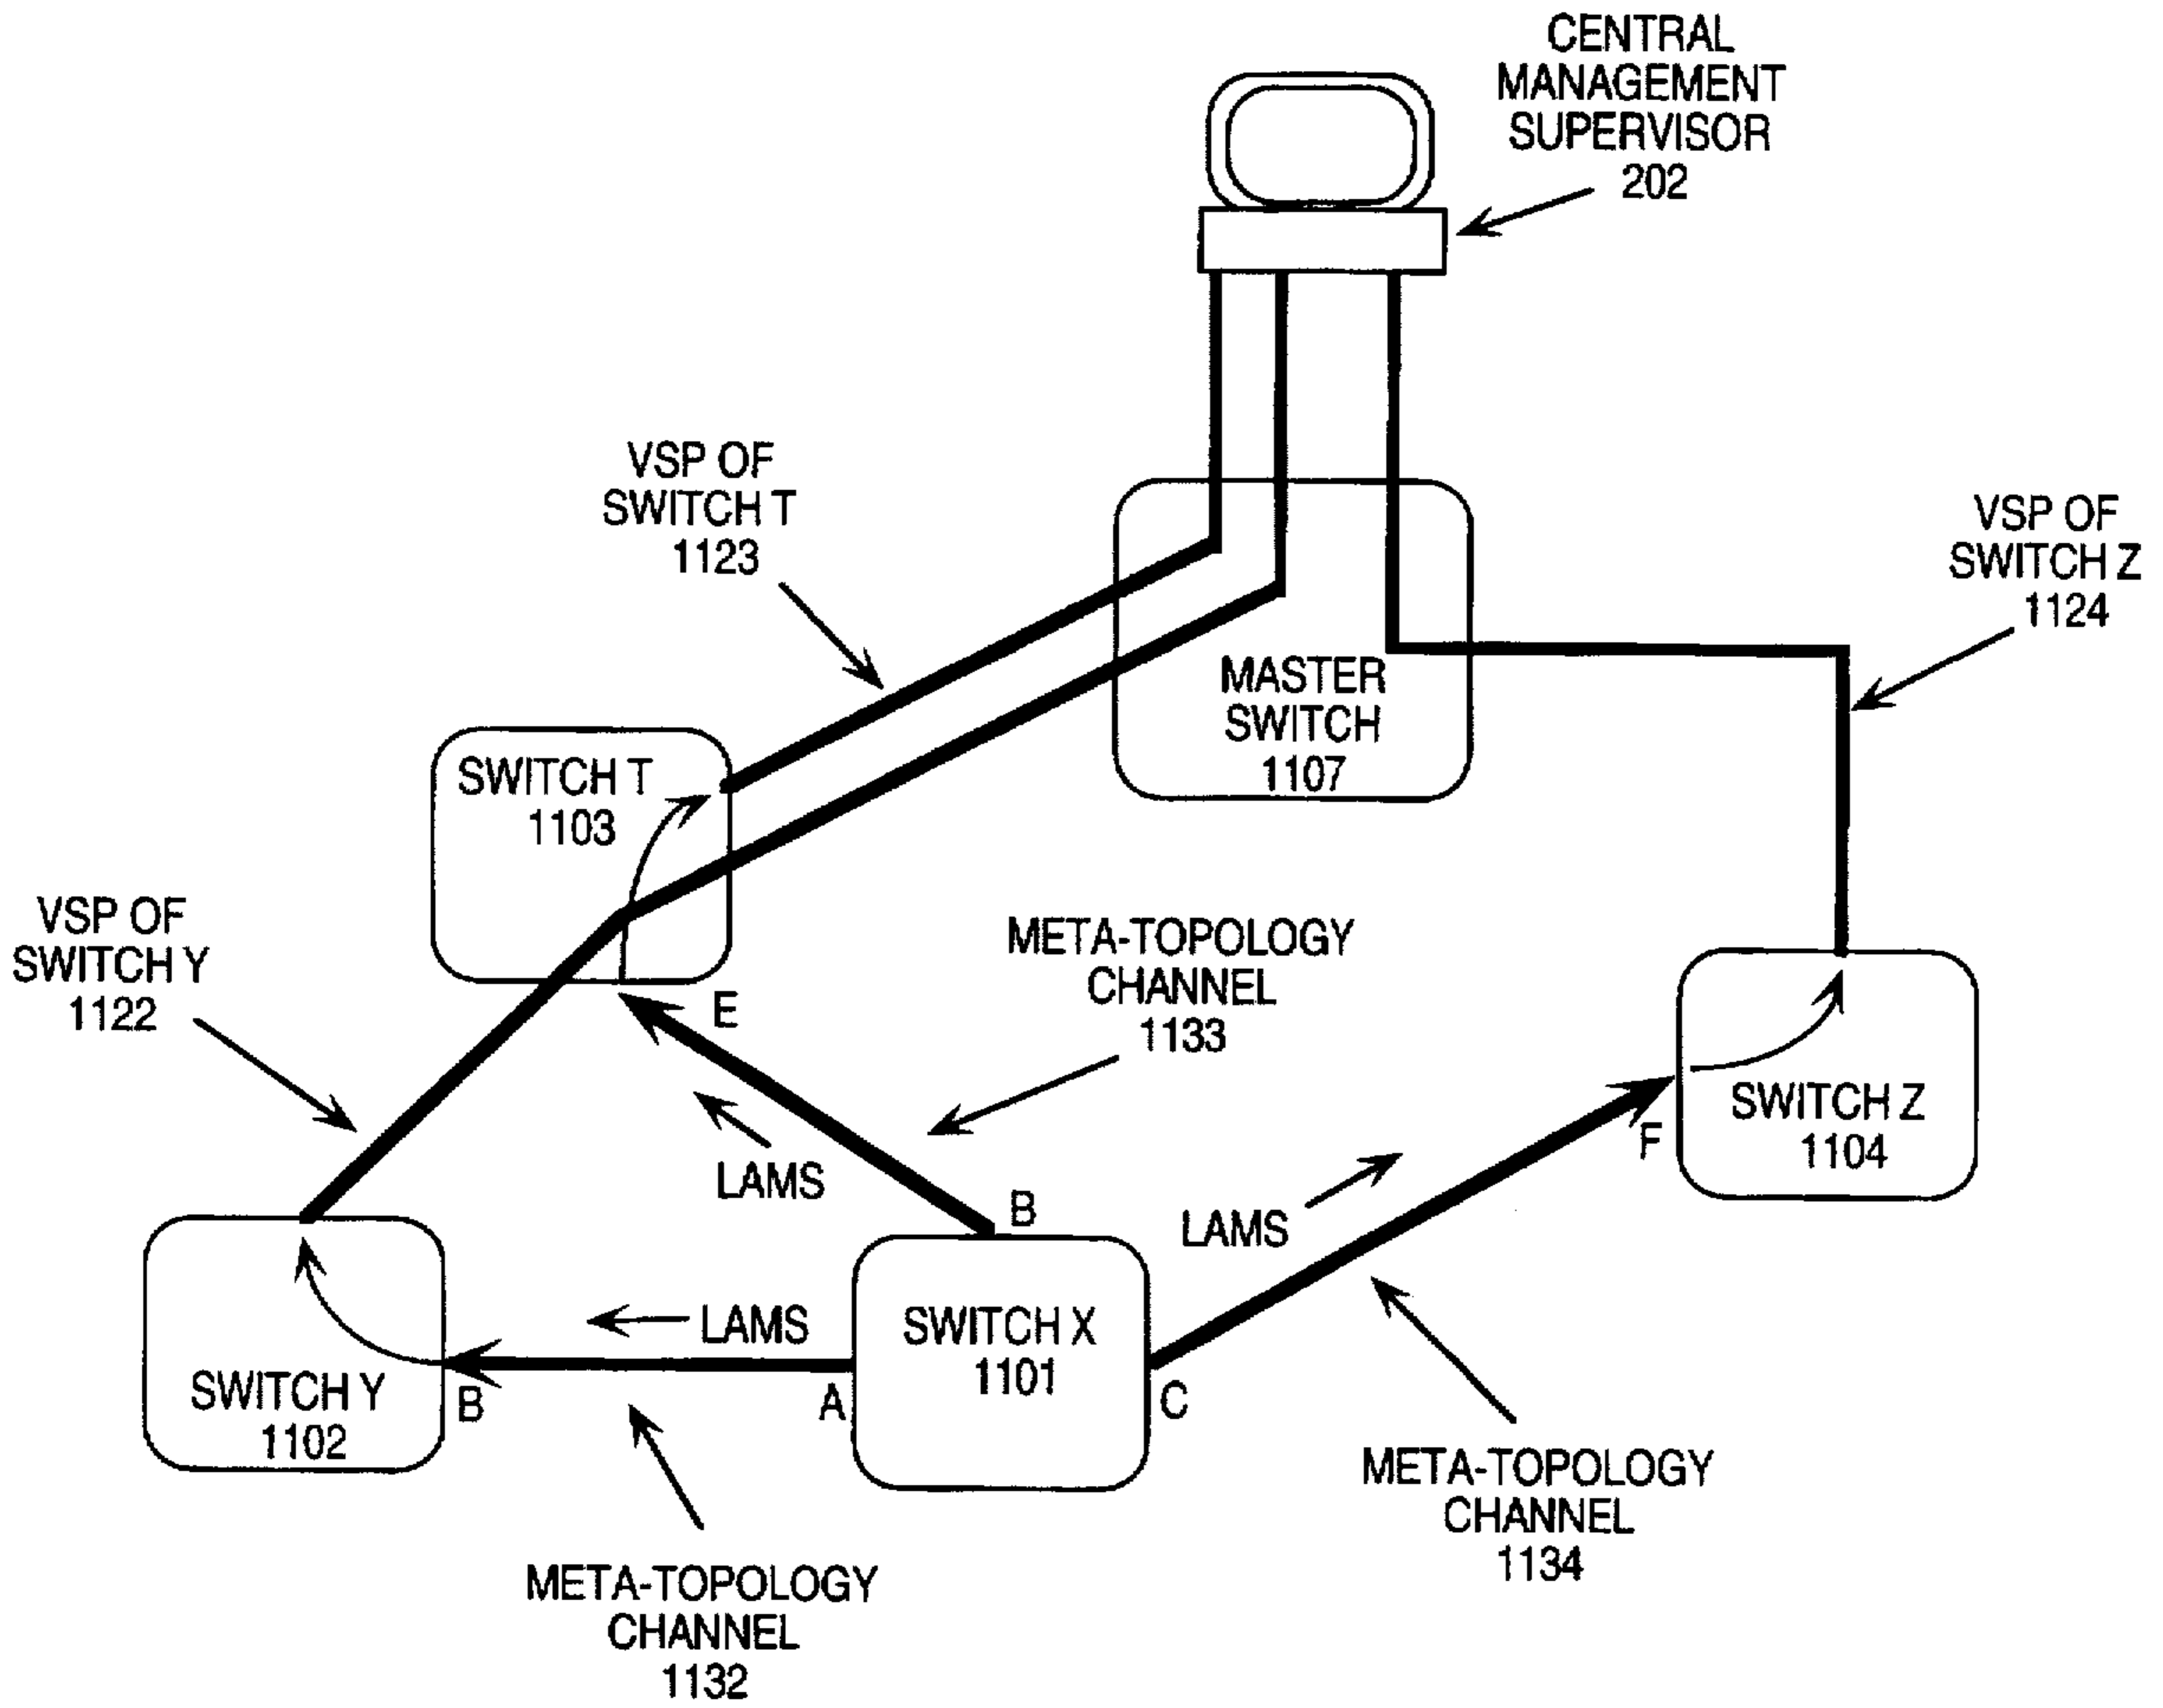 CENTRAL
MANAGEMENT
SUPERVISOR
202
VSP OF
SWITCH T
1123
VSP OF
SWITCH Z
1124
MASTER
SWITCH
1107
SWITCH T
1103
VSP OF
SWITCH Y
1122
META-TOPOLOGY
CHANNEL
1133
E
LAMS
SWITCH Z
1104
F
LAMS
B
SWITCH X
1101
LAMS
A
C
SWITCH Y
1102
B
META-TOPOLOGY
CHANNEL
1134
META-TOPOLOGY
CHANNEL
1132